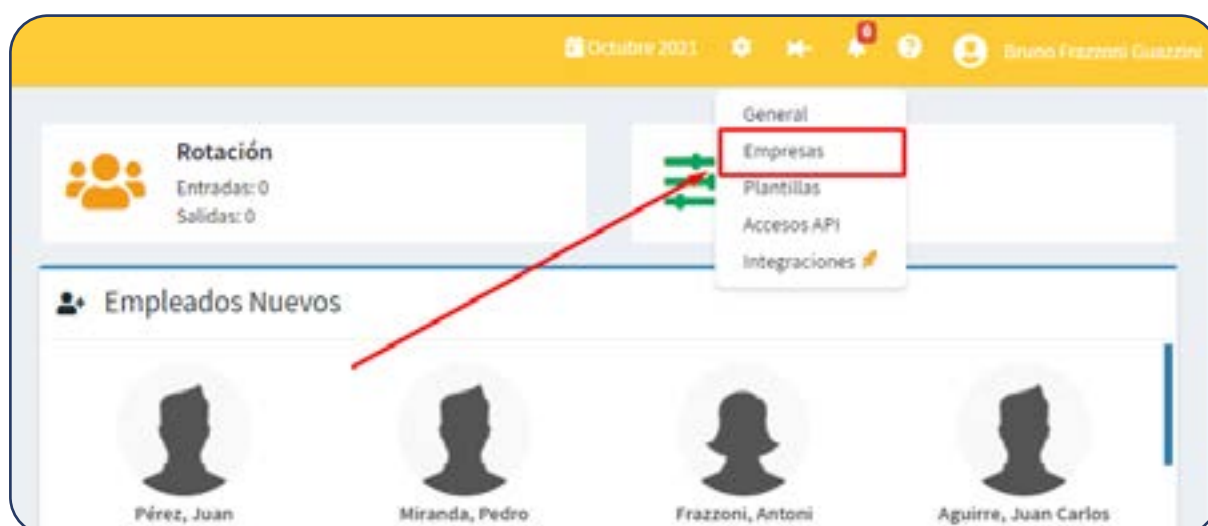 Octubre 2021
Bruno Frazzoni Guazzini
General
Empresas
Plantillas
Accesos API
Integraciones
Rotación
Entradas: 0
Salidas: 0
Empleados Nuevos
Pérez, Juan
Miranda, Pedro
Frazzoni, Antoni
Aguirre, Juan Carlos